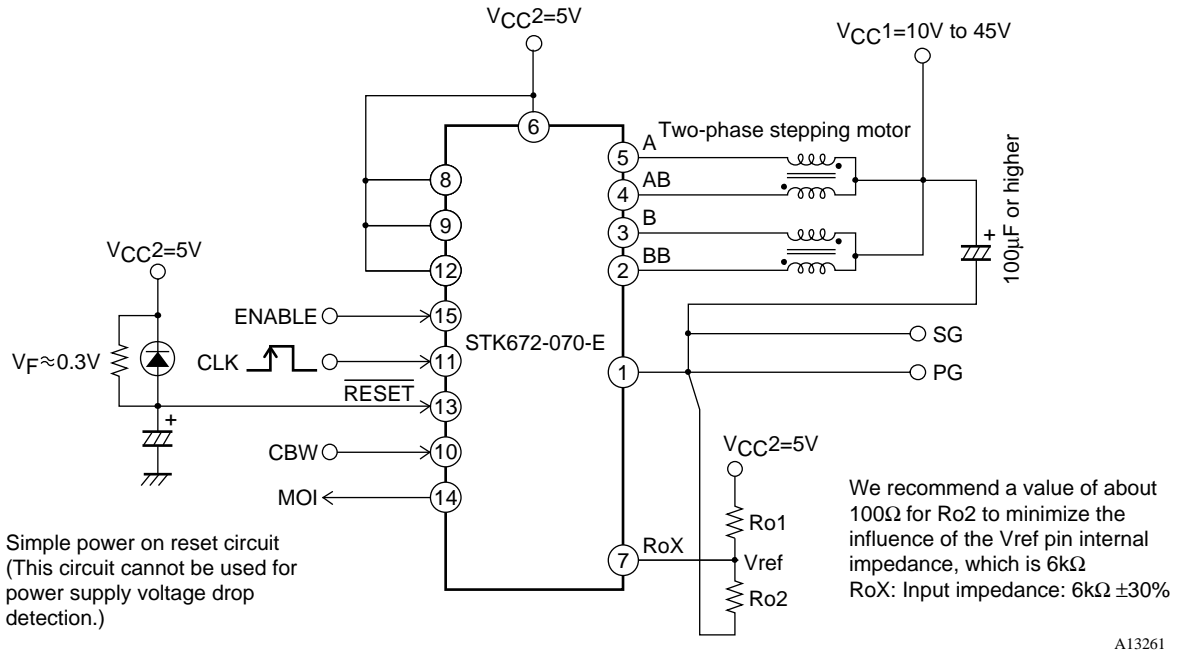 VCC2=5V
VCC1=10V to 45V
6
Two-phase stepping motor
A
5
AB
4
B
3
BB
2
100µF or higher
+
8
9
12
VCC2=5V
ENABLE
15
STK672-070-E
VF≈0.3V
CLK
11
RESET
13
+
CBW
10
MOI
14
1
SG
PG
VCC2=5V
Ro1
7
RoX
Vref
Ro2
Simple power on reset circuit
(This circuit cannot be used for
power supply voltage drop
detection.)
We recommend a value of about
100Ω for Ro2 to minimize the
influence of the Vref pin internal
impedance, which is 6kΩ
RoX: Input impedance: 6kΩ ±30%
A13261